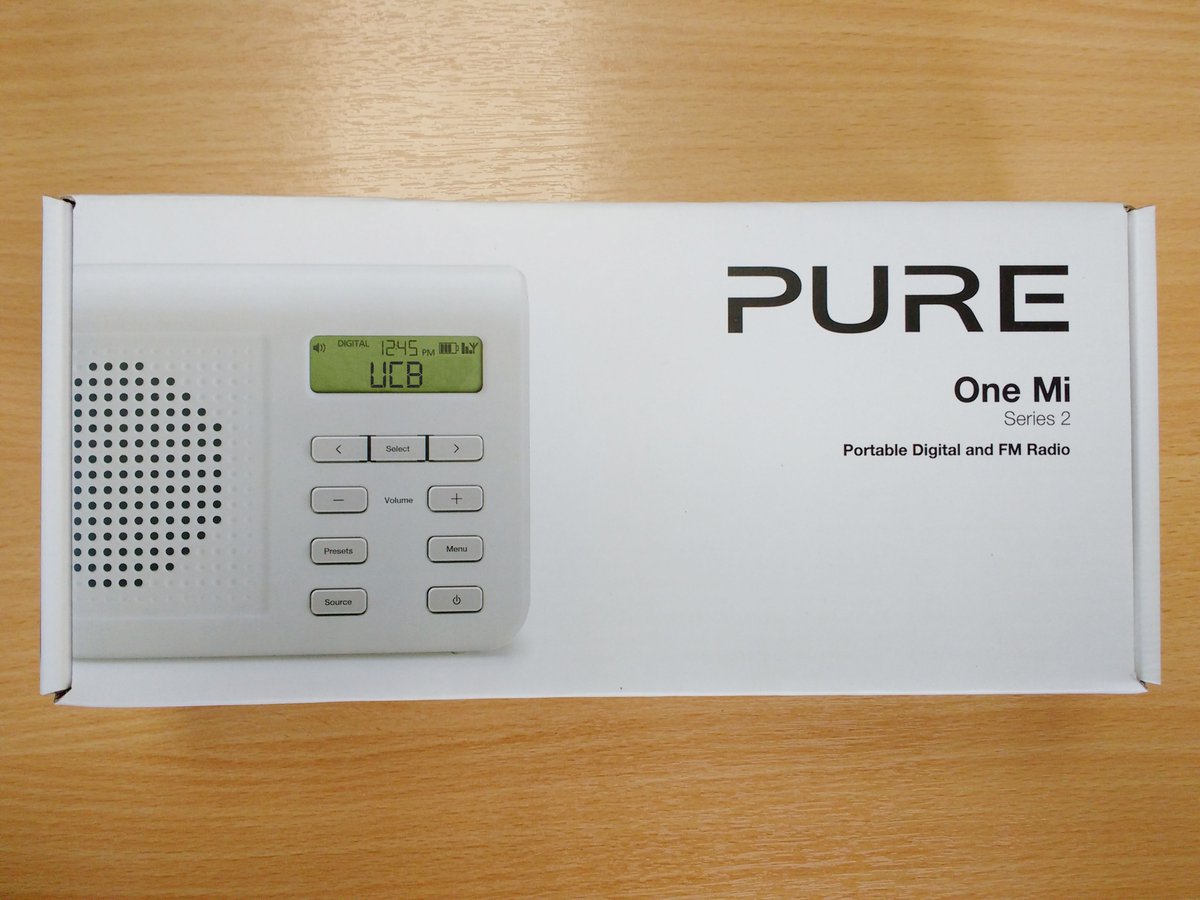 PURE
One Mi
Series 2
Portable Digital and FM Radio
DIGITAL 12:45 PM
UCB
< Select >
− Volume +
Presets Menu
Source